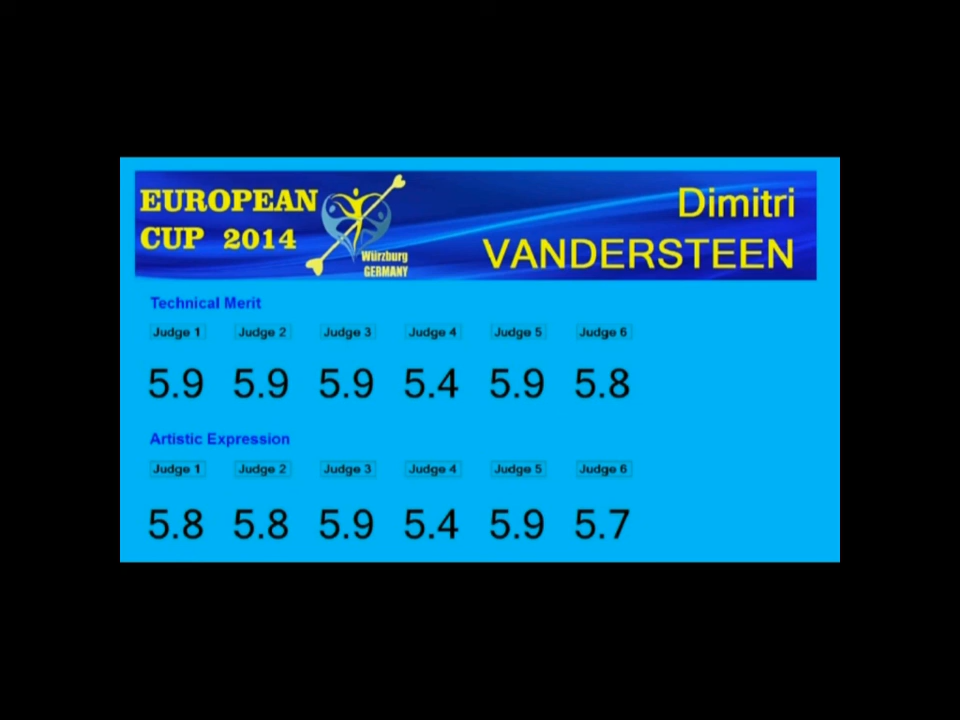 EUROPEAN
CUP 2014
Würzburg
GERMANY
Dimitri
VANDERSTEEN
Technical Merit
Judge 1 Judge 2 Judge 3 Judge 4 Judge 5 Judge 6
5.9 5.9 5.9 5.4 5.9 5.8
Artistic Expression
Judge 1 Judge 2 Judge 3 Judge 4 Judge 5 Judge 6
5.8 5.8 5.9 5.4 5.9 5.7